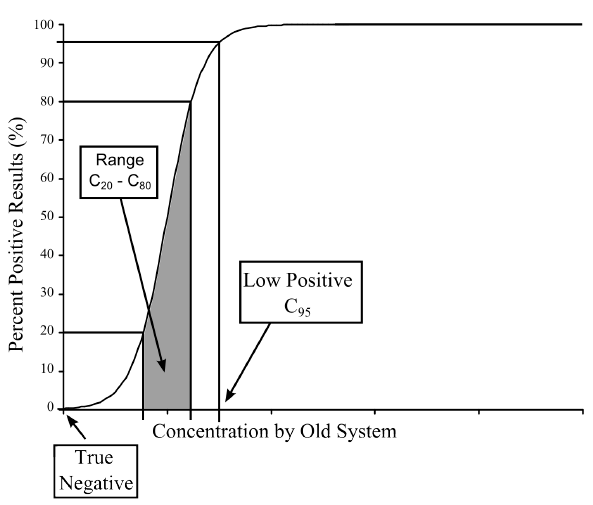 100
90
80
70
60
50
40
30
20
10
0
Percent Positive Results (%)
Range
C20 - C80
Low Positive
C95
Concentration by Old System
True
Negative